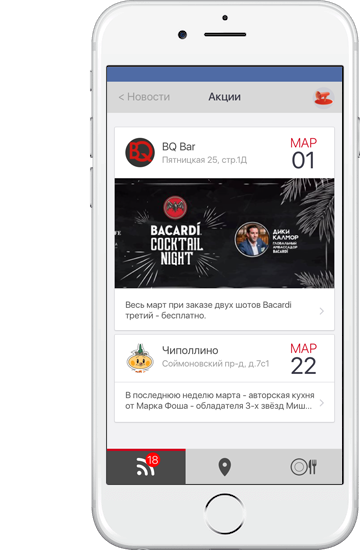 < Новости
Акции
BQ
BQ Bar
Пятницкая 25, стр.1Д
МАР
01
BACARDÍ
COCKTAIL
NIGHT
ДИКИ
КАЛМОР
ГЛОБАЛЬНЫЙ
АМБАССАДОР
BACARDÍ
Весь март при заказе двух шотов Bacardi
третий - бесплатно.
Чиполлино
Соймоновский пр-д, д.7с1
МАР
22
В последнюю неделю марта - авторская кухня
от Марка Фоша - обладателя 3-х звёзд Миш...
18